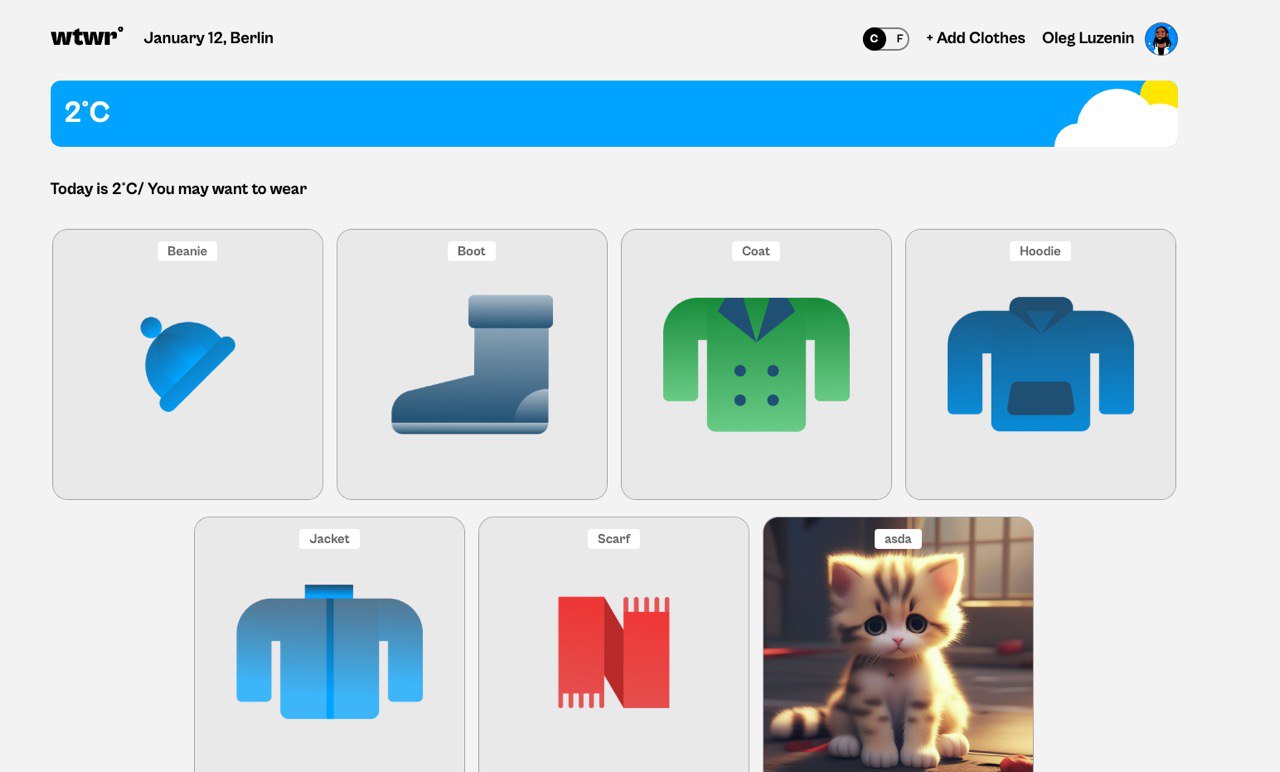 wtwr° January 12, Berlin C F + Add Clothes Oleg Luzenin
2°C
Today is 2°C/ You may want to wear
Beanie Boot Coat Hoodie
Jacket Scarf asda